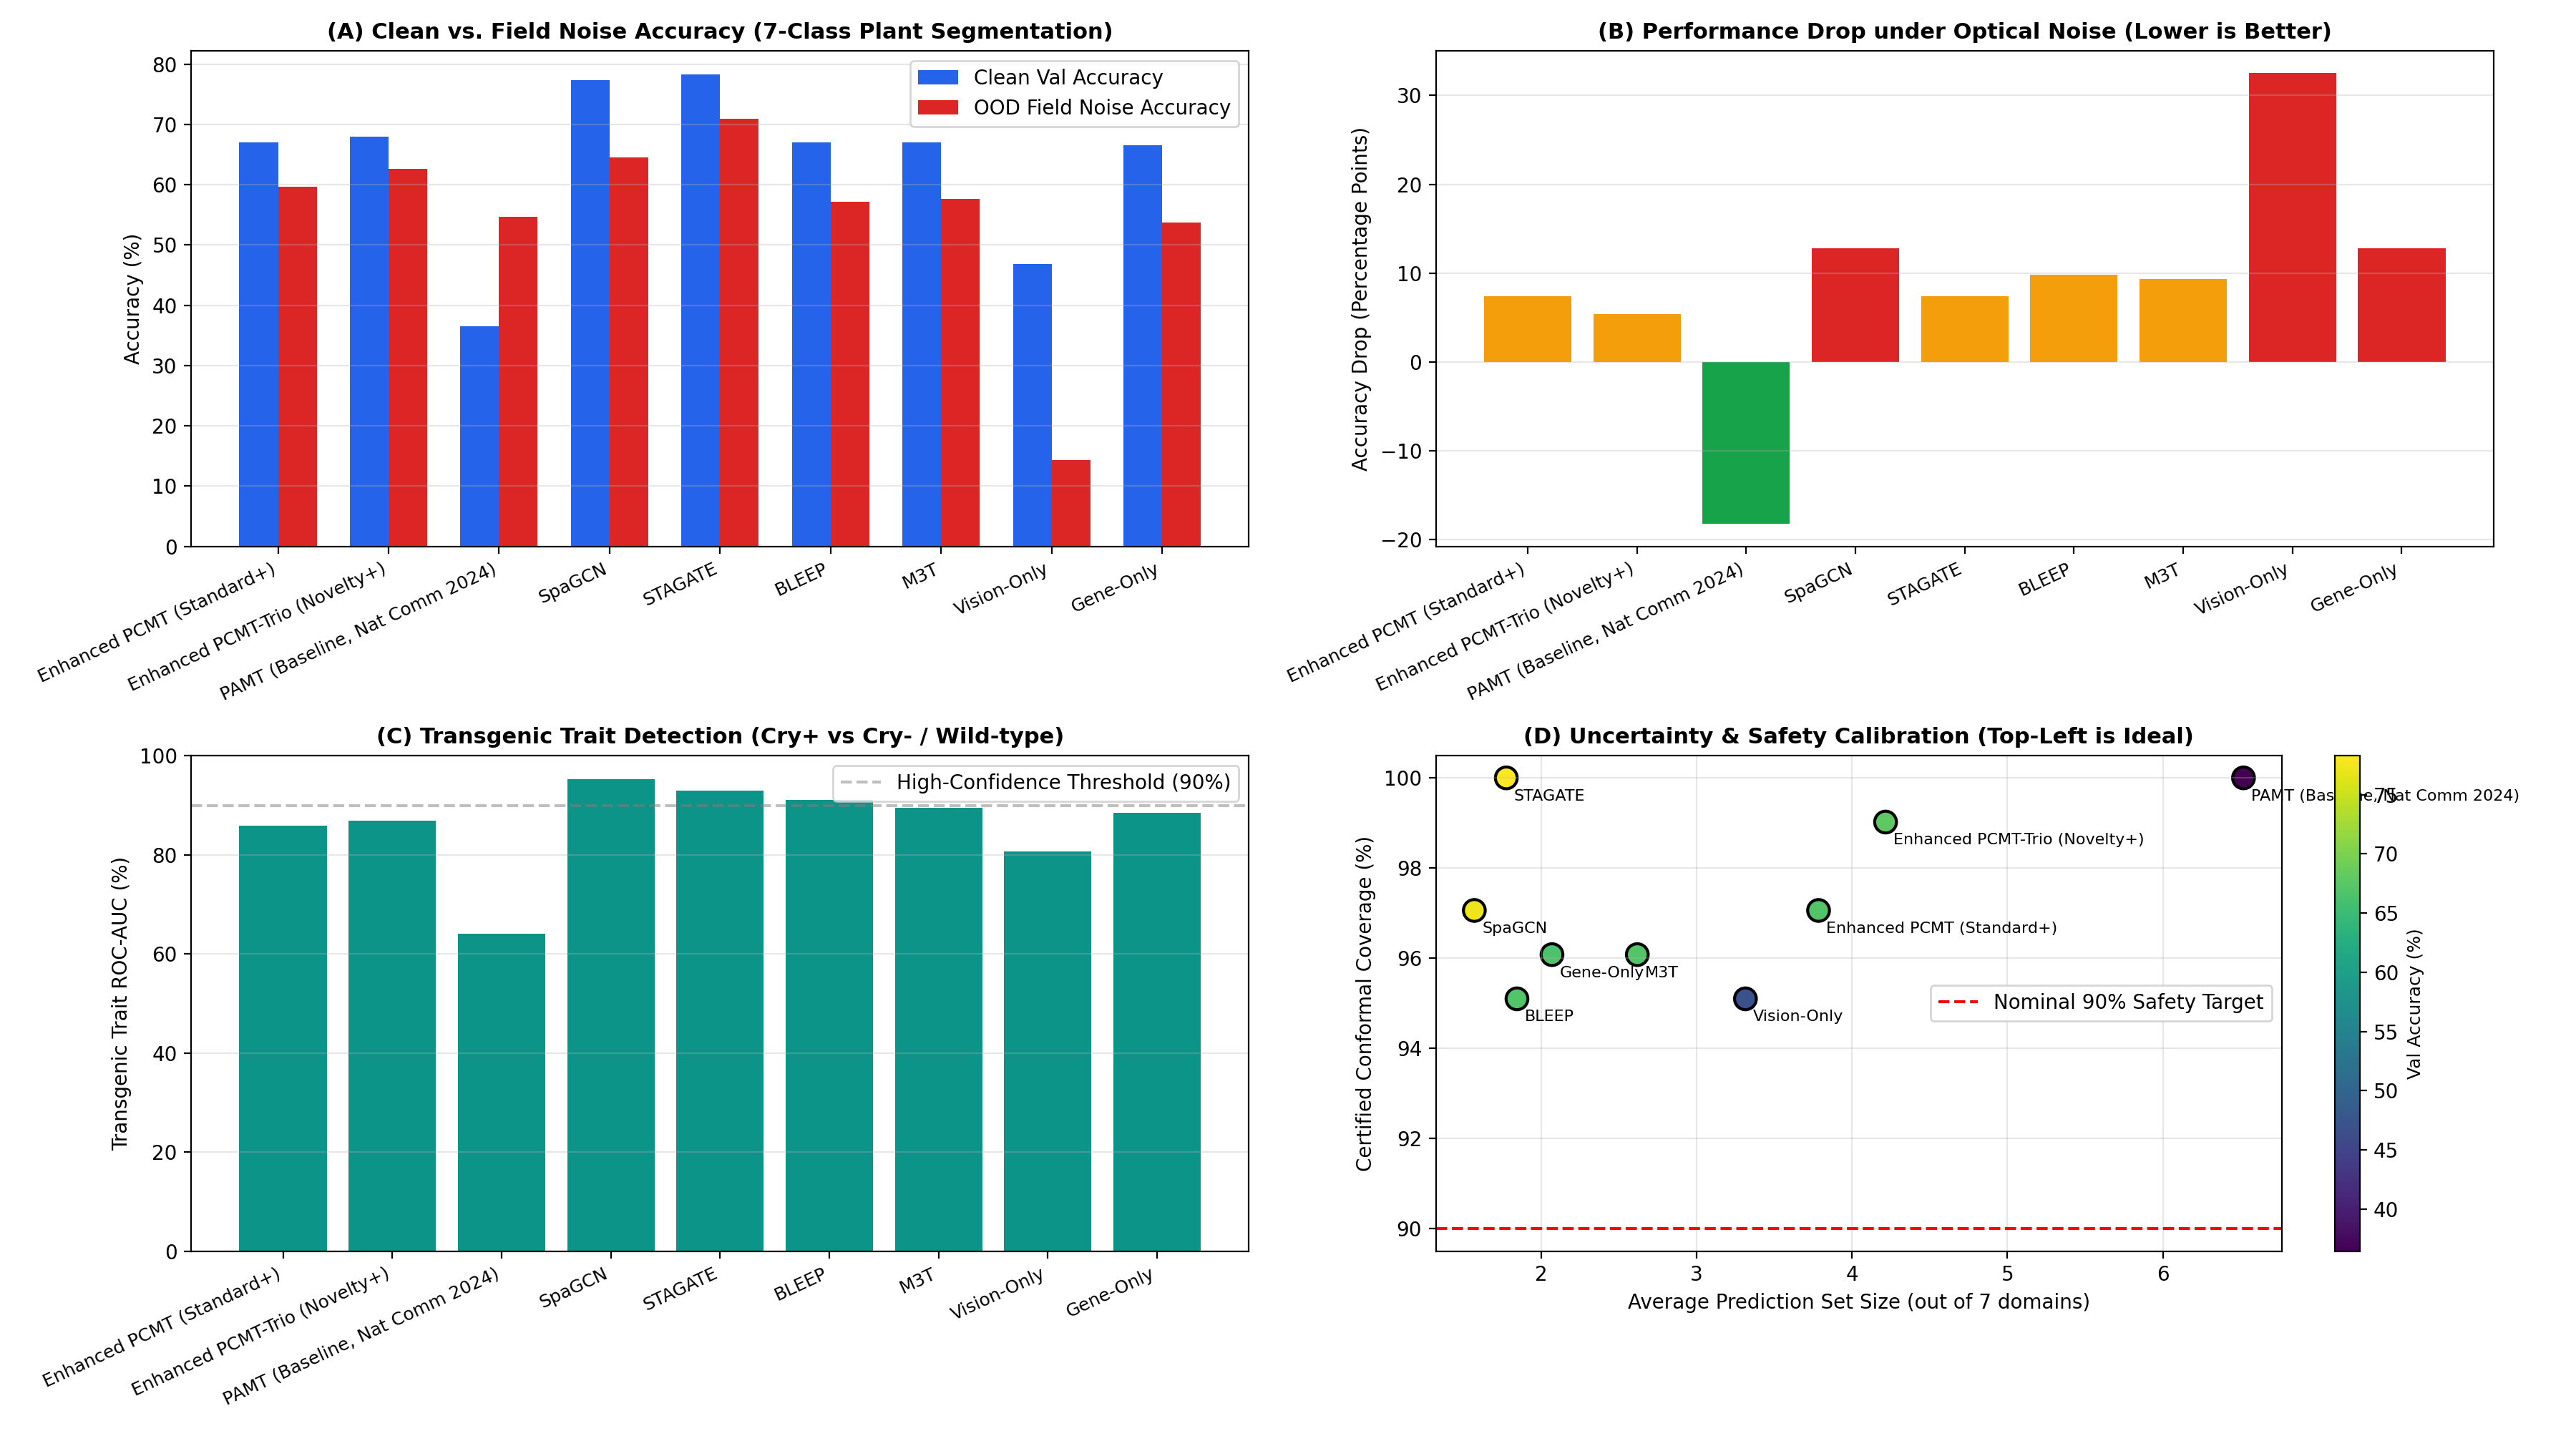 (A) Clean vs. Field Noise Accuracy (7-Class Plant Segmentation)
Accuracy (%)
80
70
60
50
40
30
20
10
0
Clean Val Accuracy
OOD Field Noise Accuracy
Enhanced PCMT (Standard+)
Enhanced PCMT-Trio (Novelty+)
PAMT (Baseline, Nat Comm 2024)
SpaGCN
STAGATE
BLEEP
M3T
Vision-Only
Gene-Only
(B) Performance Drop under Optical Noise (Lower is Better)
Accuracy Drop (Percentage Points)
30
20
10
0
−10
−20
Enhanced PCMT (Standard+)
Enhanced PCMT-Trio (Novelty+)
PAMT (Baseline, Nat Comm 2024)
SpaGCN
STAGATE
BLEEP
M3T
Vision-Only
Gene-Only
(C) Transgenic Trait Detection (Cry+ vs Cry- / Wild-type)
Transgenic Trait ROC-AUC (%)
100
80
60
40
20
0
High-Confidence Threshold (90%)
Enhanced PCMT (Standard+)
Enhanced PCMT-Trio (Novelty+)
PAMT (Baseline, Nat Comm 2024)
SpaGCN
STAGATE
BLEEP
M3T
Vision-Only
Gene-Only
(D) Uncertainty & Safety Calibration (Top-Left is Ideal)
Certified Conformal Coverage (%)
100
98
96
94
92
90
STAGATE
PAMT (Baseline, Nat Comm 2024)
Enhanced PCMT-Trio (Novelty+)
SpaGCN
Enhanced PCMT (Standard+)
Gene-Only
M3T
BLEEP
Vision-Only
Nominal 90% Safety Target
2
3
4
5
6
Average Prediction Set Size (out of 7 domains)
75
70
65
60
55
50
45
40
Val Accuracy (%)